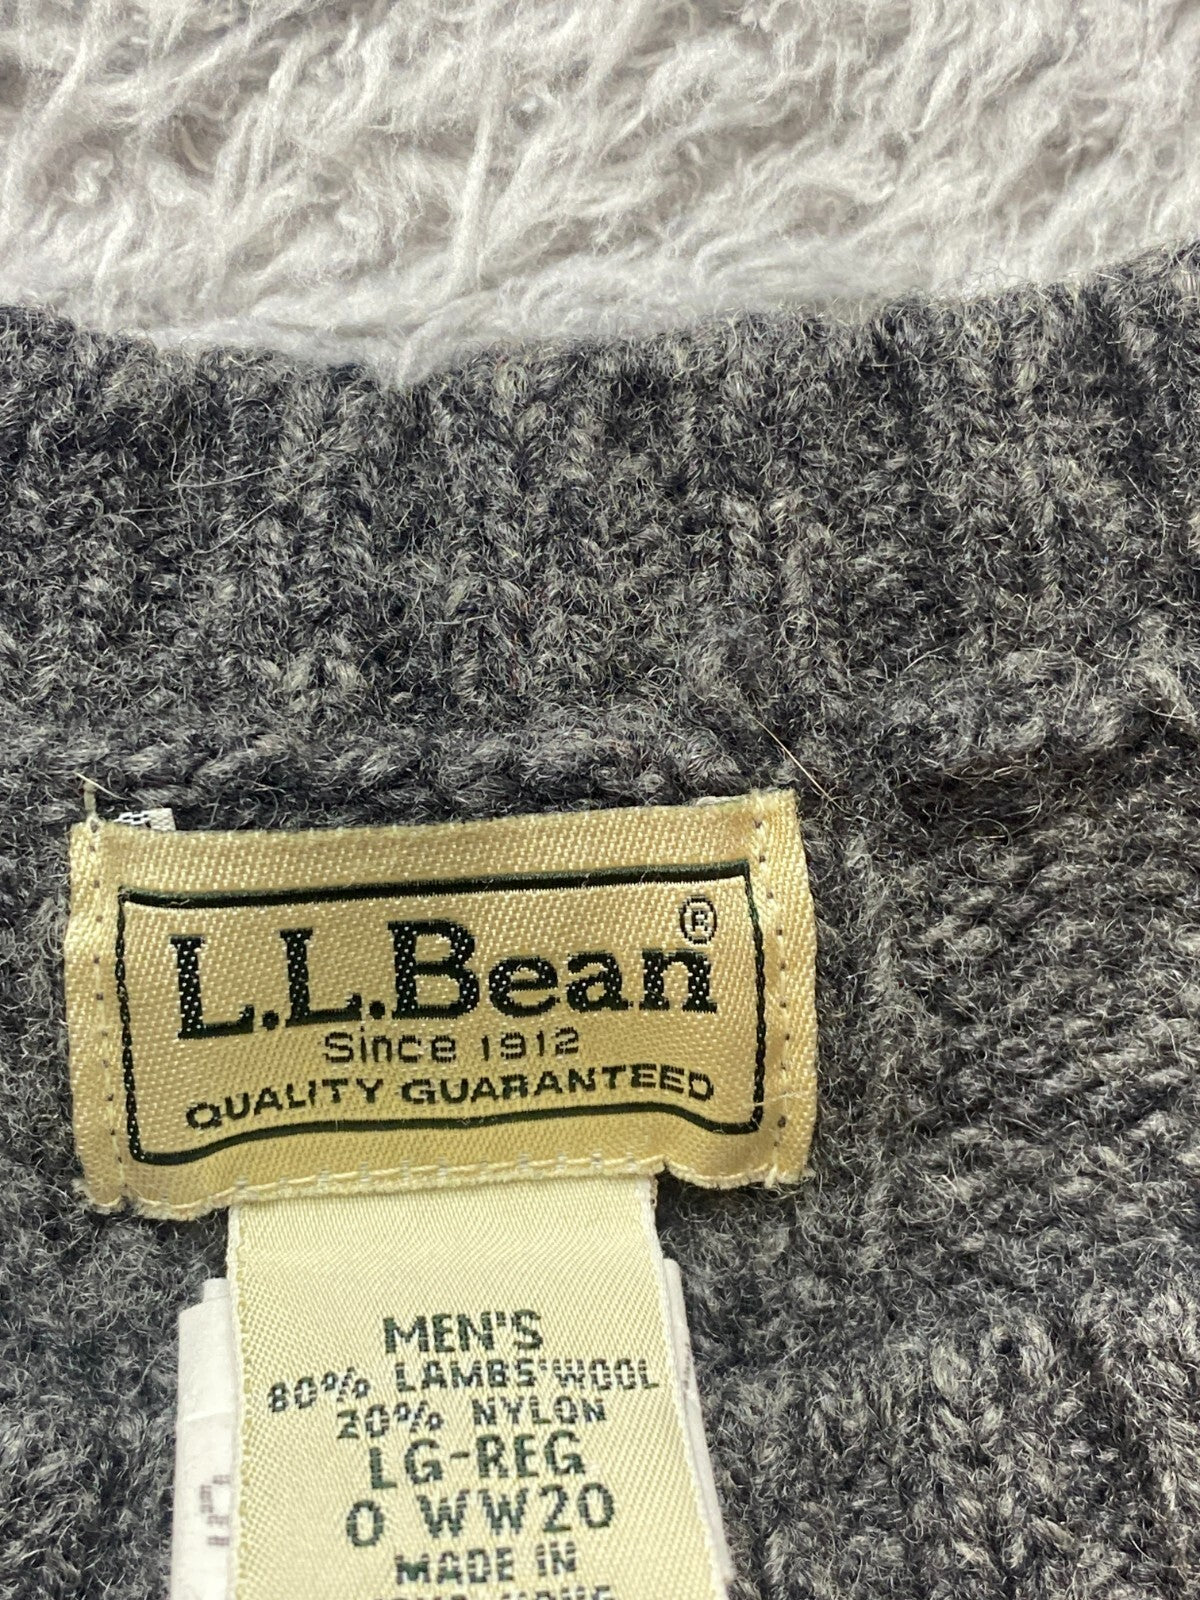 L.L.Bean®
Since 1912
QUALITY GUARANTEED
MEN'S
80% LAMBS'WOOL
20% NYLON
LG-REG
0 WW20
MADE IN